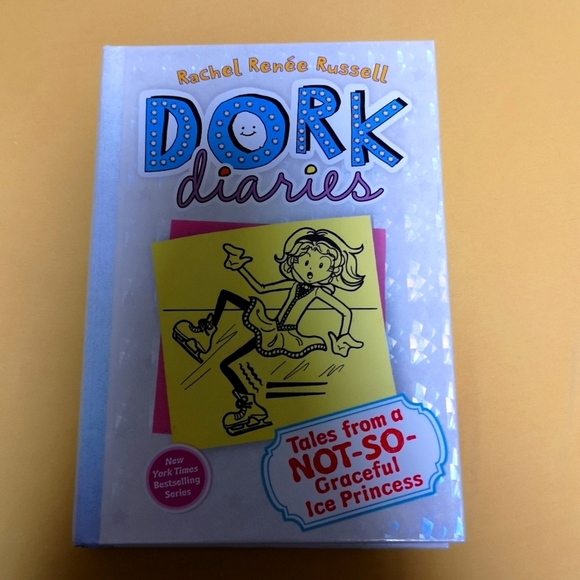 Rachel Renée Russell
DORK
diaries
Tales from a
NOT-SO-
Graceful
Ice Princess
New
York Times
Bestselling
Series